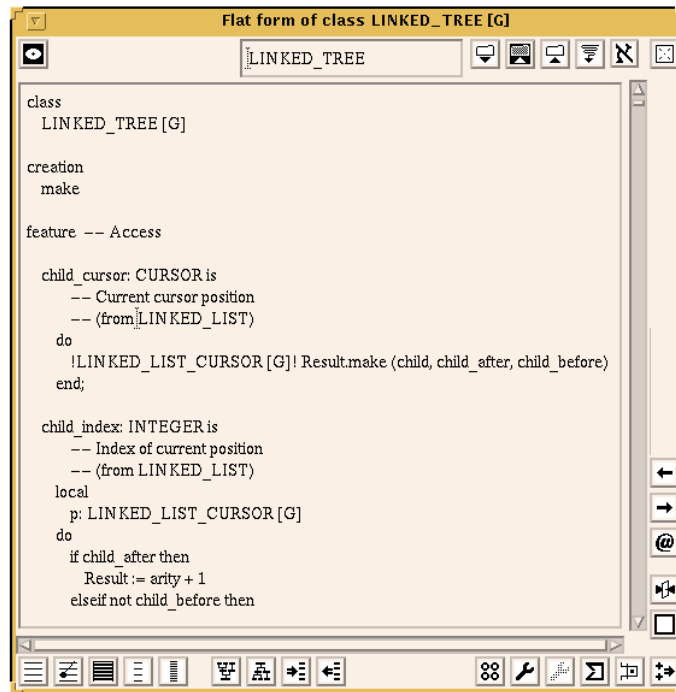 Flat form of class LINKED_TREE [G]
LINKED_TREE
class
LINKED_TREE [G]
creation
make
feature -- Access
child_cursor: CURSOR is
-- Current cursor position
-- (from LINKED_LIST)
do
!LINKED_LIST_CURSOR [G]! Result.make (child, child_after, child_before)
end;
child_index: INTEGER is
-- Index of current position
-- (from LINKED_LIST)
local
p: LINKED_LIST_CURSOR [G]
do
if child_after then
Result := arity + 1
elseif not child_before then